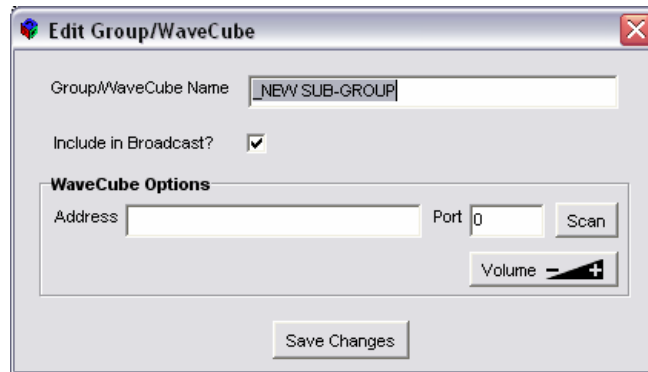 Edit Group/WaveCube
Group/WaveCube Name _NEW SUB-GROUP
Include in Broadcast?
WaveCube Options
Address Port 0 Scan
Volume
Save Changes